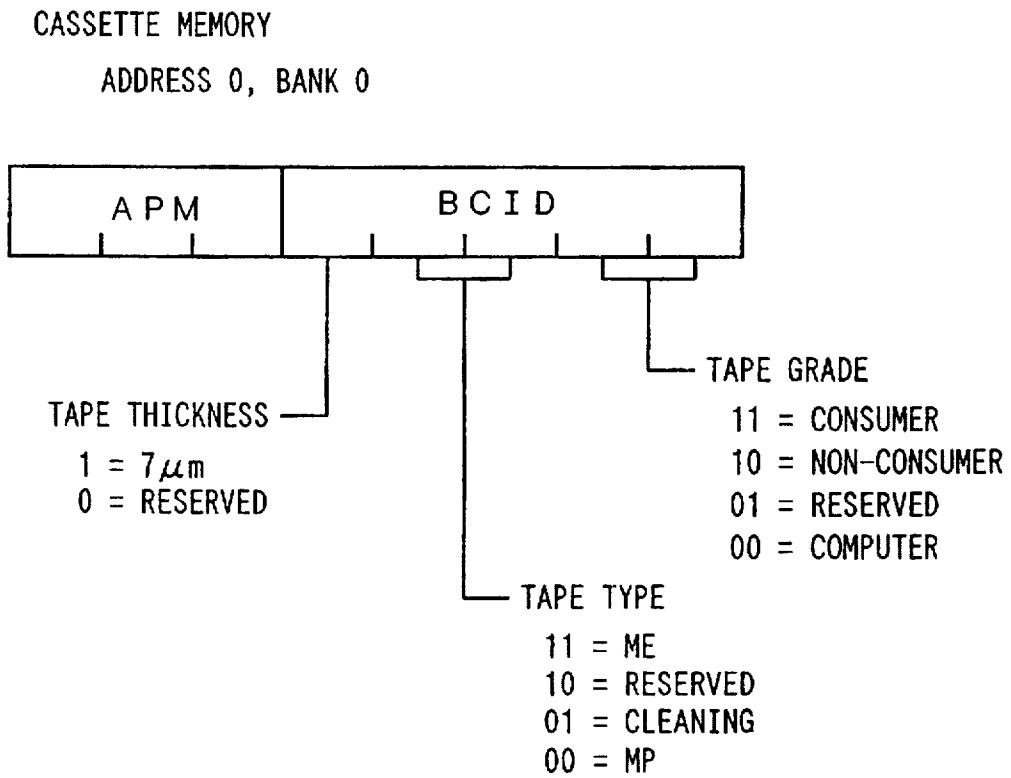 CASSETTE MEMORY
ADDRESS 0, BANK 0
APM
BCID
TAPE THICKNESS
1 = 7μm
0 = RESERVED
TAPE GRADE
11 = CONSUMER
10 = NON-CONSUMER
01 = RESERVED
00 = COMPUTER
TAPE TYPE
11 = ME
10 = RESERVED
01 = CLEANING
00 = MP